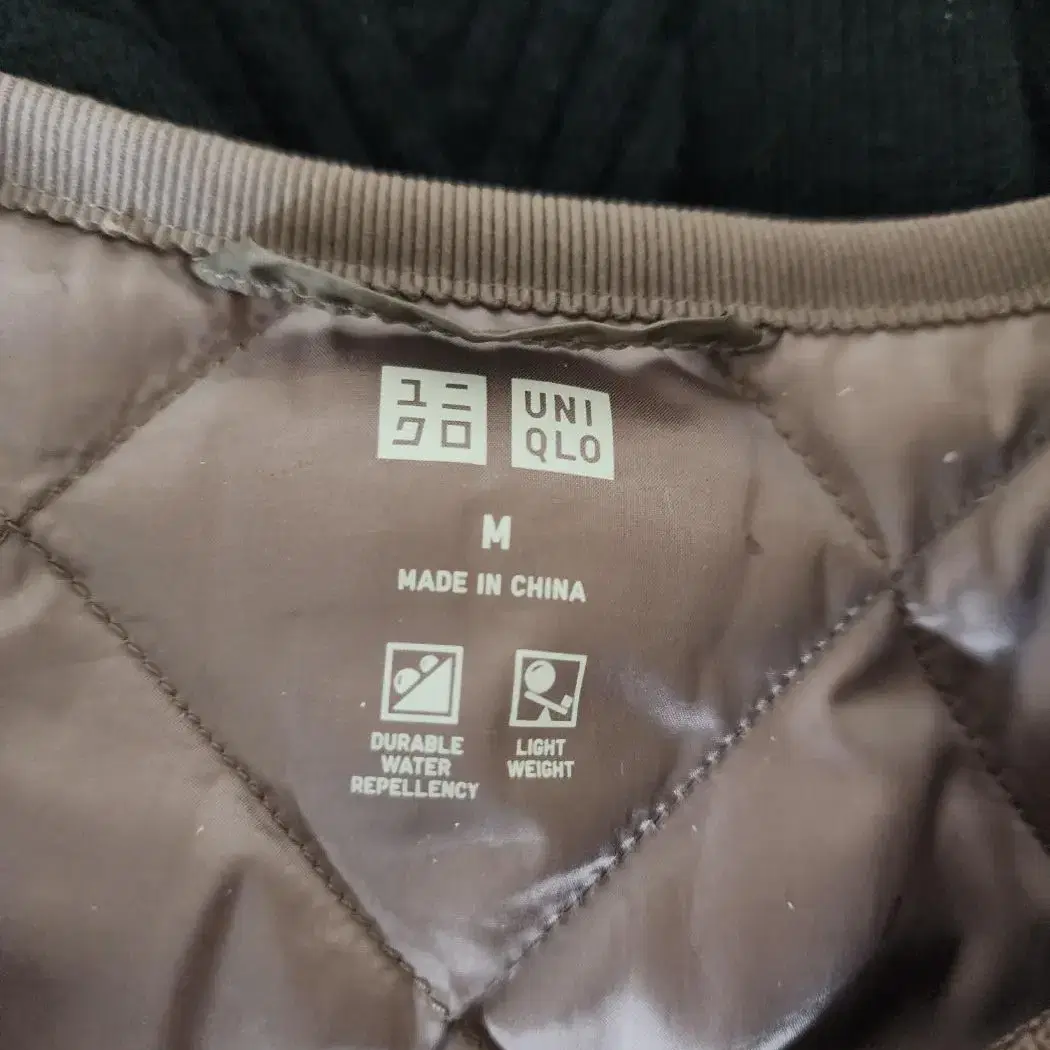 ユニ
クロ
UNI
QLO
M
MADE IN CHINA
DURABLE
WATER
REPELLENCY
LIGHT
WEIGHT